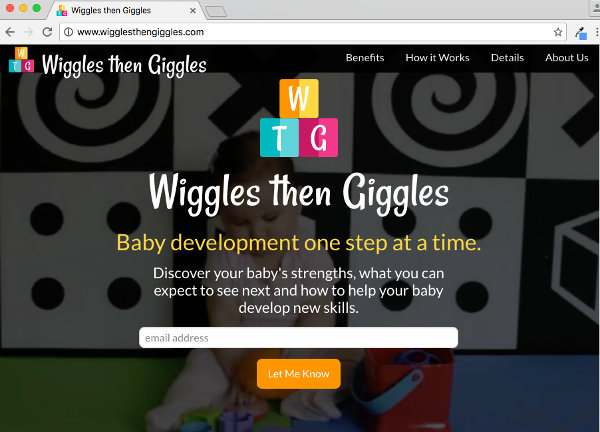 Wiggles then Giggles
www.wigglesthengiggles.com
W
T G
Wiggles then Giggles
Benefits How it Works Details About Us
W
T G
Wiggles then Giggles
Baby development one step at a time.
Discover your baby's strengths, what you can
expect to see next and how to help your baby
develop new skills.
email address
Let Me Know